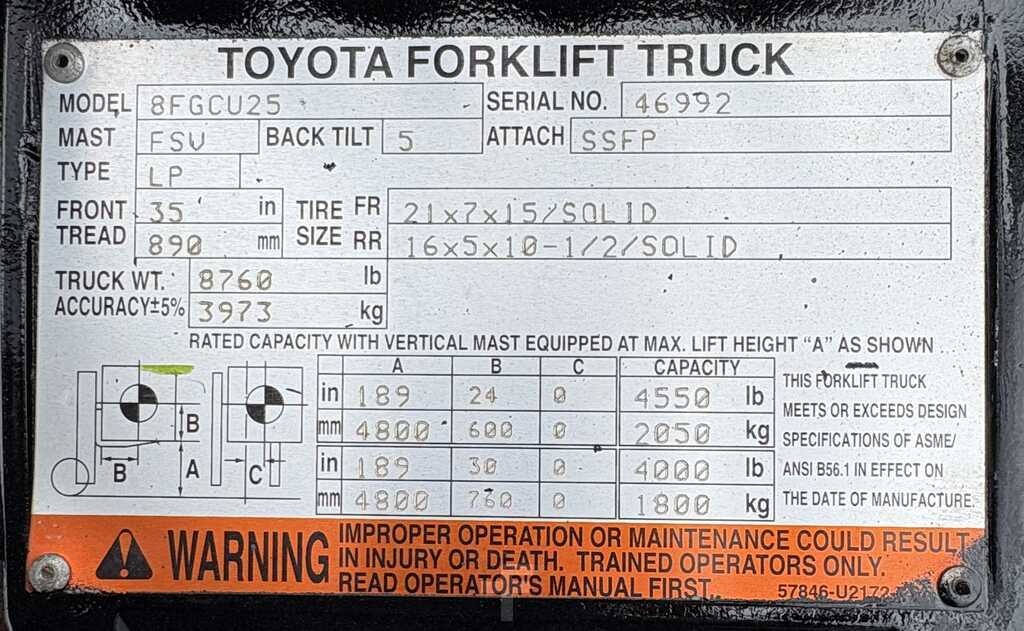 TOYOTA FORKLIFT TRUCK
MODEL 8FGCU25 SERIAL NO. 46992
MAST FSV BACK TILT 5 ATTACH SSFP
TYPE LP
FRONT TREAD 35 in TIRE SIZE FR 21x7x15/SOLID
890 mm RR 16x5x10-1/2/SOLID
TRUCK WT. 8760 lb
ACCURACY±5% 3973 kg
RATED CAPACITY WITH VERTICAL MAST EQUIPPED AT MAX. LIFT HEIGHT “A” AS SHOWN ...
A B C CAPACITY
in 189 24 0 4550 lb
mm 4800 600 0 2050 kg
in 189 30 0 4000 lb
mm 4800 760 0 1800 kg
B
B A C
THIS FORKLIFT TRUCK
MEETS OR EXCEEDS DESIGN
SPECIFICATIONS OF ASME/
ANSI B56.1 IN EFFECT ON
THE DATE OF MANUFACTURE.
WARNING
IMPROPER OPERATION OR MAINTENANCE COULD RESULT
IN INJURY OR DEATH. TRAINED OPERATORS ONLY.
READ OPERATOR'S MANUAL FIRST.
57846-U2172-